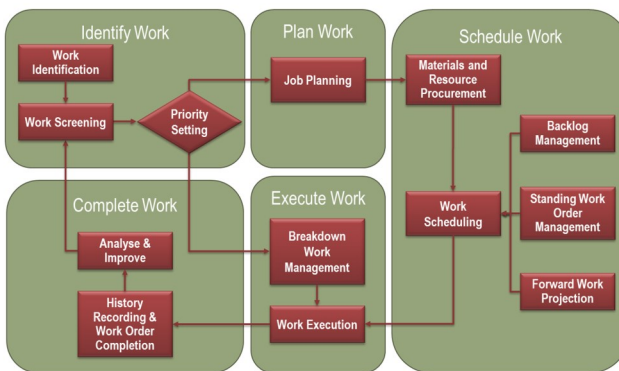 Identify Work
Work
Identification
Work Screening
Priority
Setting
Plan Work
Job Planning
Schedule Work
Materials and
Resource
Procurement
Backlog
Management
Work
Scheduling
Standing Work
Order
Management
Forward Work
Projection
Complete Work
Analyse &
Improve
History
Recording &
Work Order
Completion
Execute Work
Breakdown
Work
Management
Work Execution